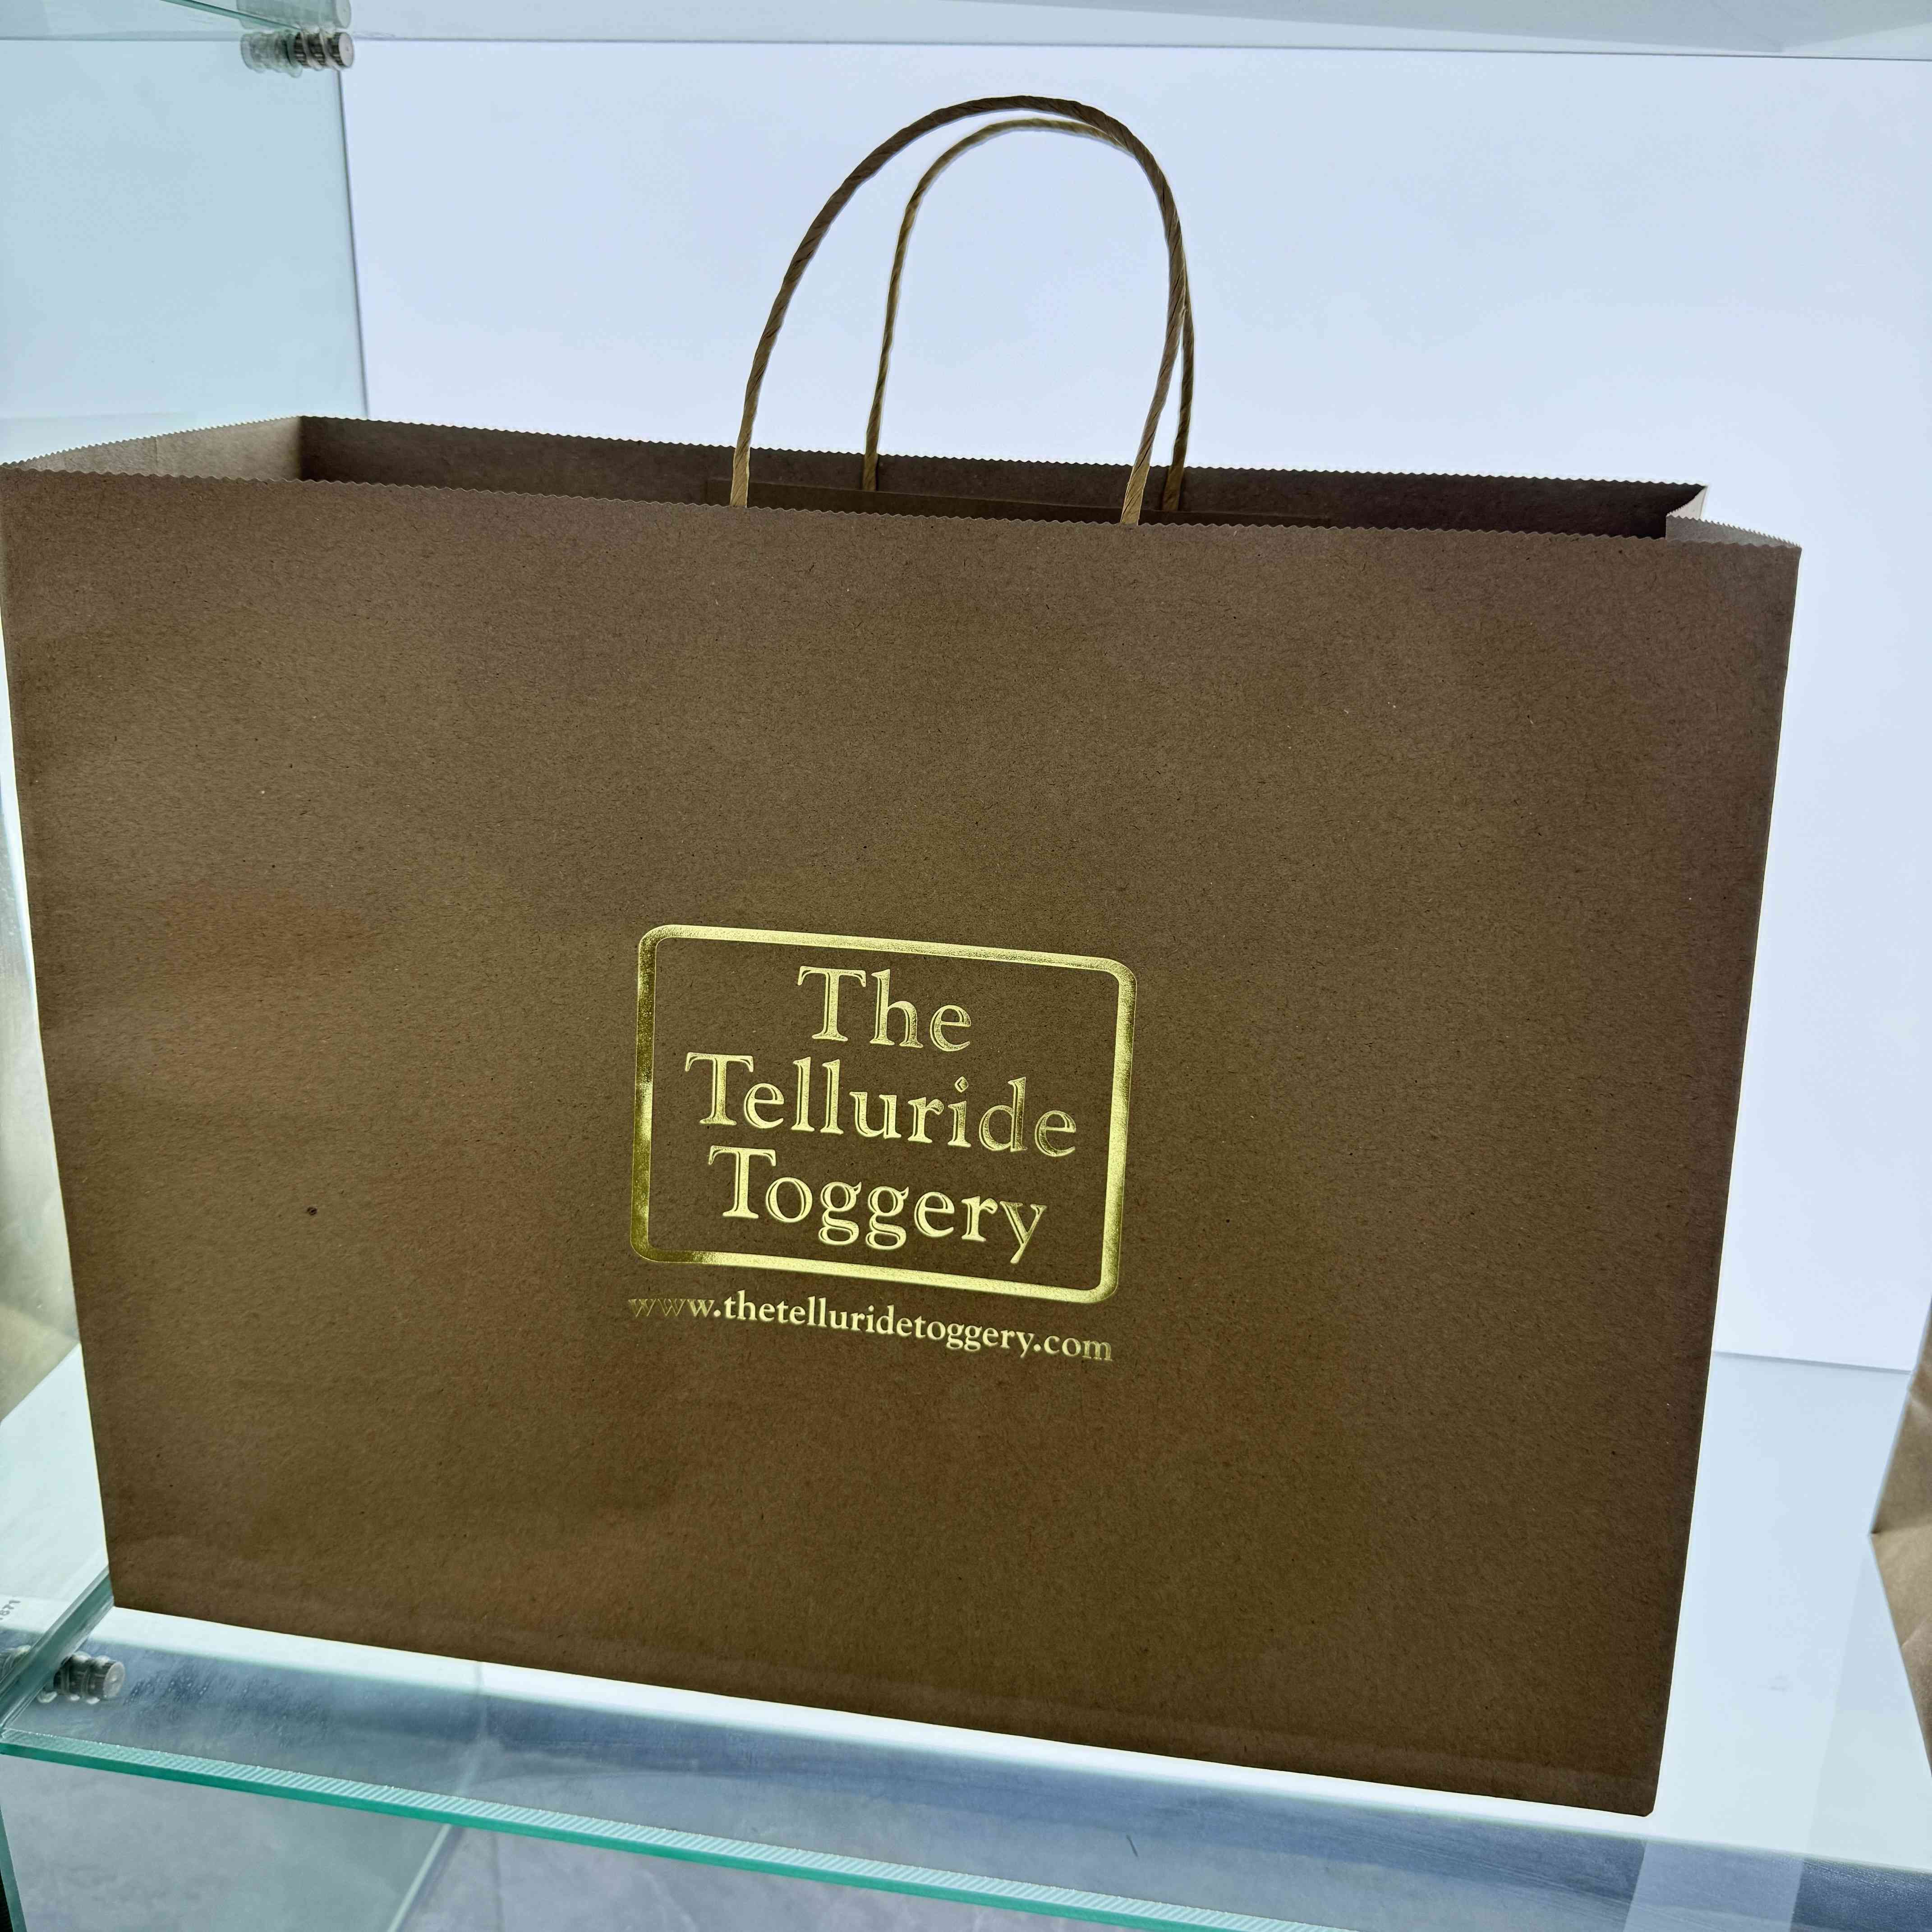 The
Telluride
Toggery
www.thetelluridetoggery.com